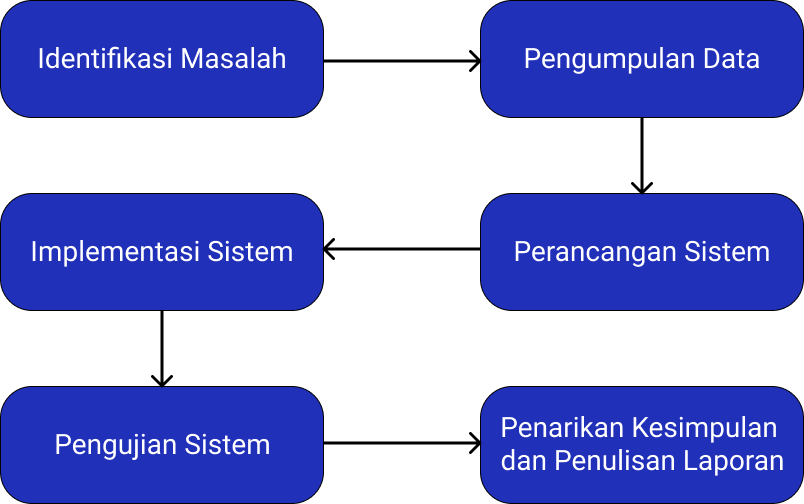 Identifikasi Masalah
Pengumpulan Data
Perancangan Sistem
Implementasi Sistem
Pengujian Sistem
Penarikan Kesimpulan
dan Penulisan Laporan